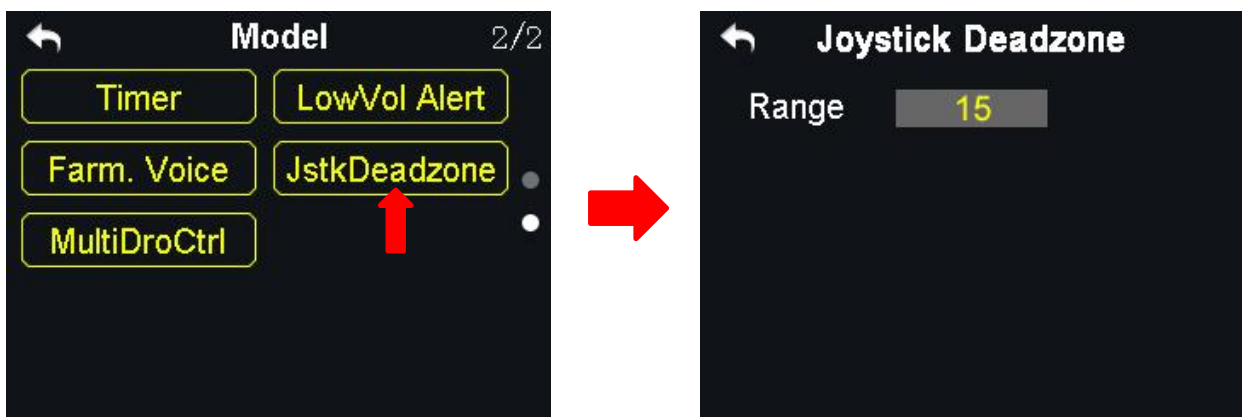 Model 2/2
Timer LowVol Alert
Farm. Voice JstkDeadzone
MultiDroCtrl
Joystick Deadzone
Range 15